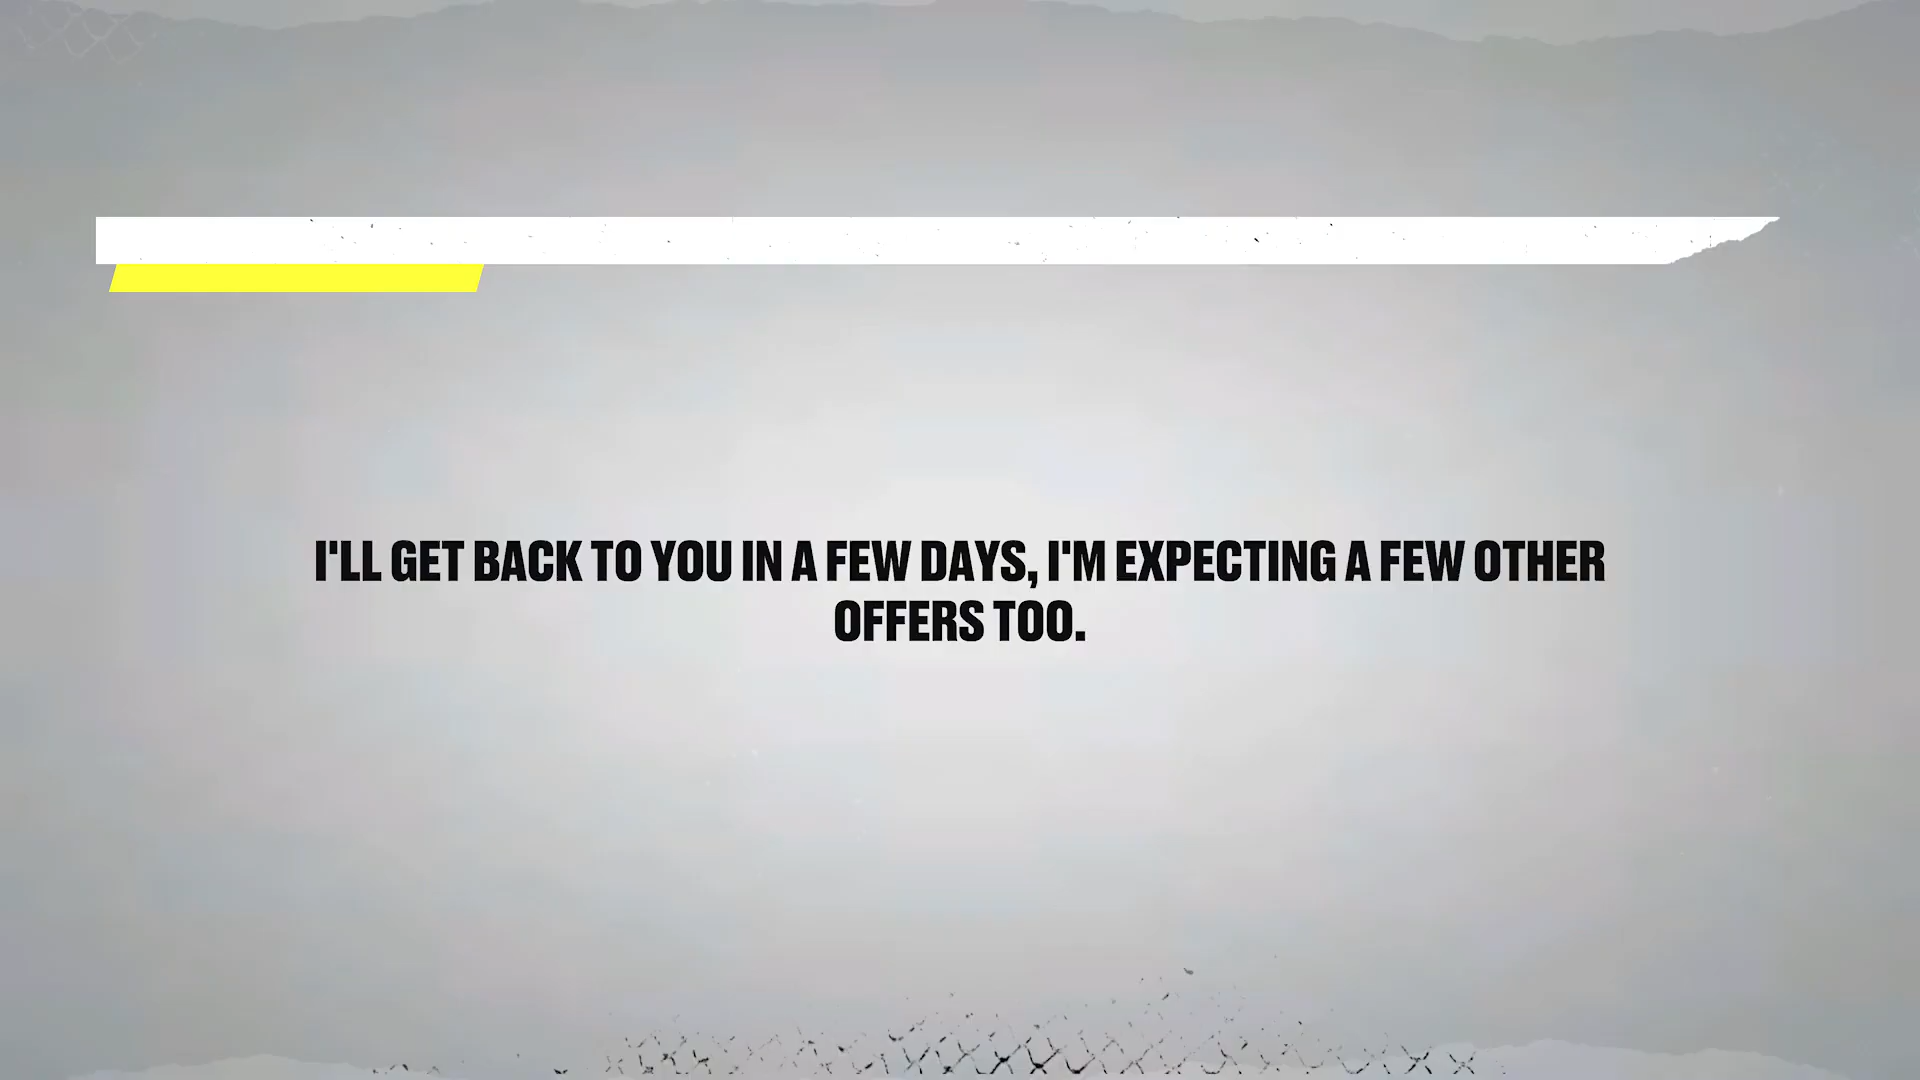 I'LL GET BACK TO YOU IN A FEW DAYS, I'M EXPECTING A FEW OTHER
OFFERS TOO.